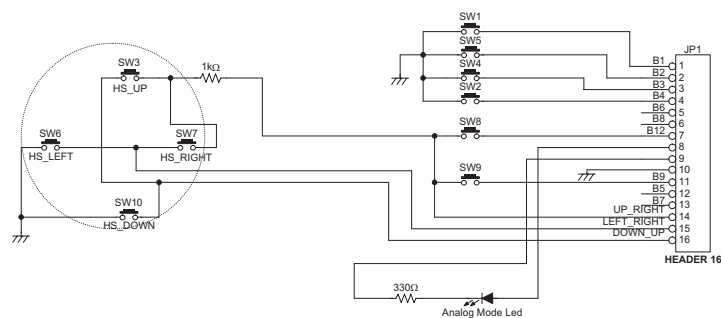 SW1
SW5
SW4
SW2
B1
B2
B3
B4
B6
B8
B12
JP1
1
2
3
4
5
6
7
8
9
10
11
12
13
14
15
16
SW3
HS_UP
1kΩ
SW6
HS_LEFT
SW7
HS_RIGHT
SW8
SW9
B9
B5
B7
UP_RIGHT
LEFT_RIGHT
DOWN_UP
SW10
HS_DOWN
HEADER 16
330Ω
Analog Mode Led